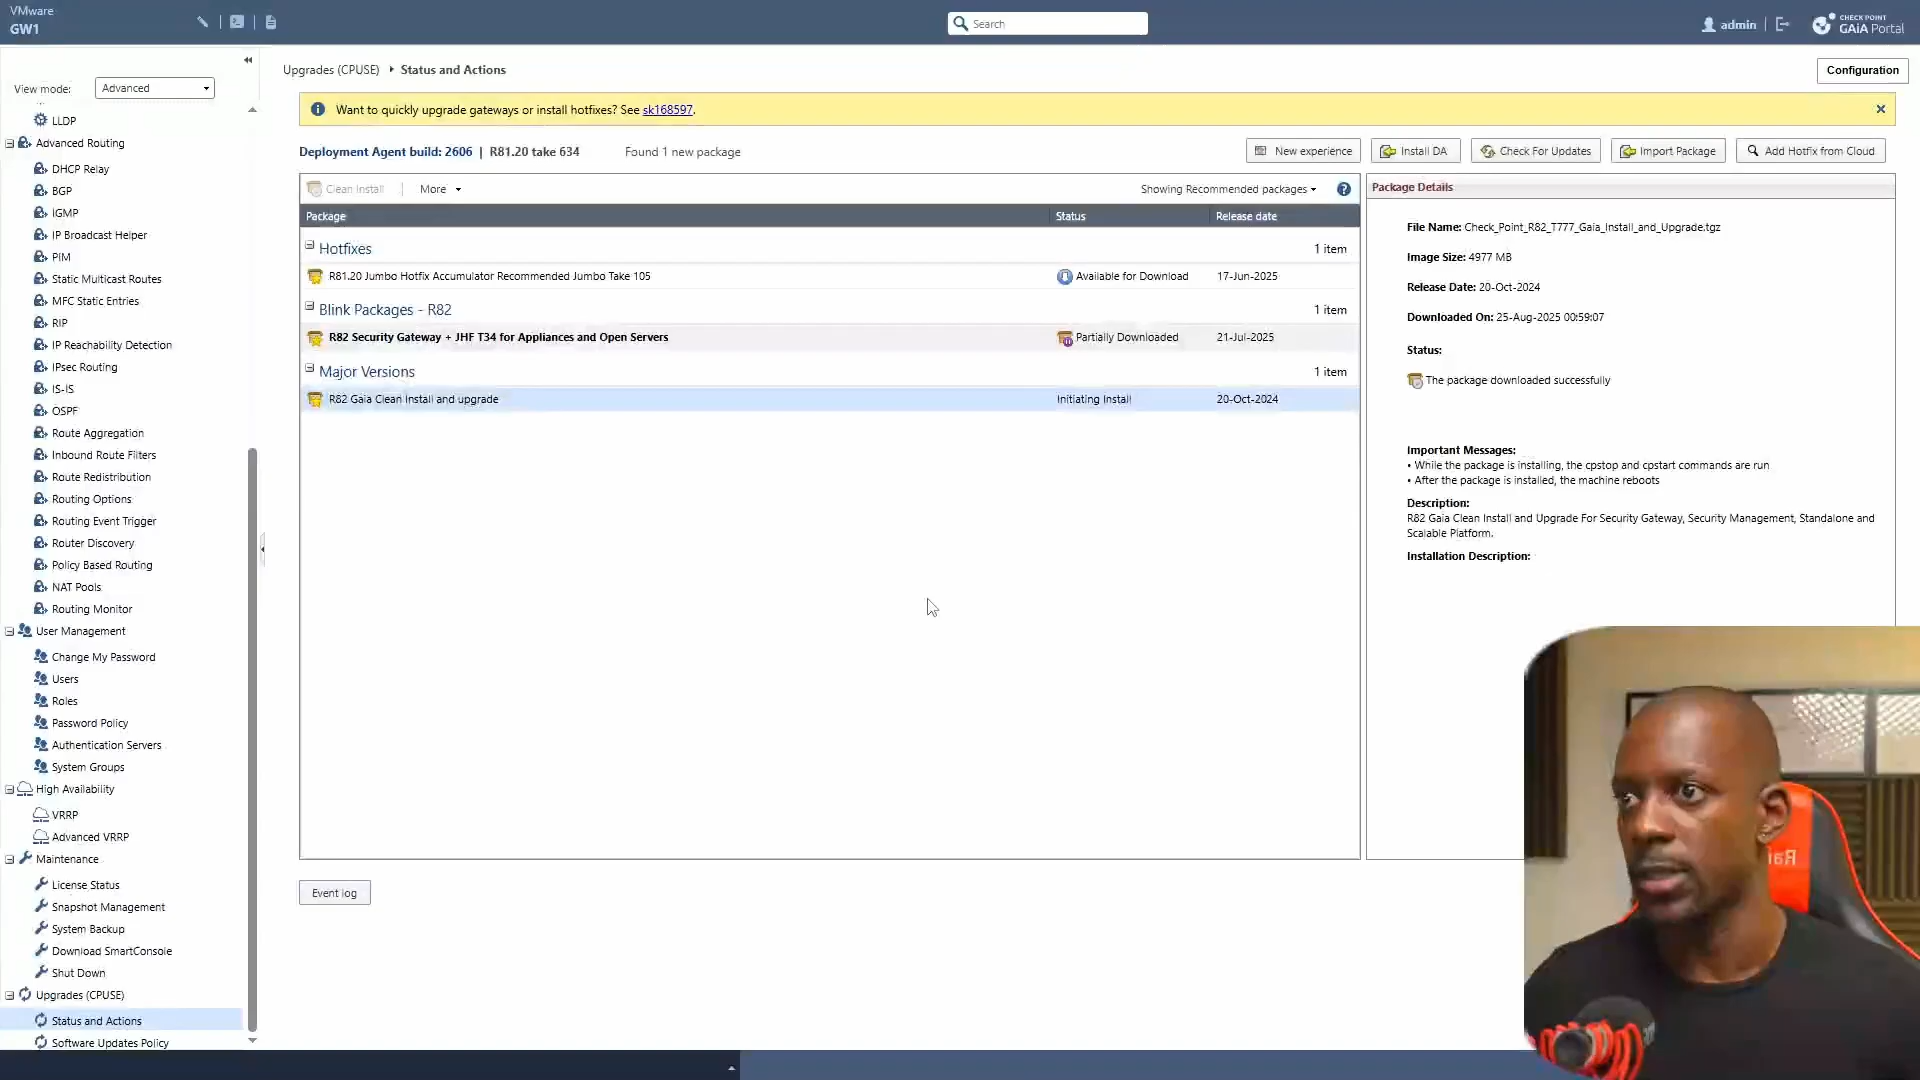 VMware
GW1
Search
admin
CHECK POINT
GAiA Portal
View mode:
Advanced
LLDP
Advanced Routing
DHCP Relay
BGP
IGMP
IP Broadcast Helper
PIM
Static Multicast Routes
MFC Static Entries
RIP
IP Reachability Detection
IPsec Routing
IS-IS
OSPF
Route Aggregation
Inbound Route Filters
Route Redistribution
Routing Options
Routing Event Trigger
Router Discovery
Policy Based Routing
NAT Pools
Routing Monitor
User Management
Change My Password
Users
Roles
Password Policy
Authentication Servers
System Groups
High Availability
VRRP
Advanced VRRP
Maintenance
License Status
Snapshot Management
System Backup
Download SmartConsole
Shut Down
Upgrades (CPUSE)
Status and Actions
Software Updates Policy
Upgrades (CPUSE) Status and Actions
Configuration
Want to quickly upgrade gateways or install hotfixes? See sk168597.
Deployment Agent build: 2606 | R81.20 take 634 Found 1 new package
New experience
Install DA
Check For Updates
Import Package
Add Hotfix from Cloud
Clean Install
More
Showing Recommended packages
Package Status Release date
Hotfixes 1 item
R81.20 Jumbo Hotfix Accumulator Recommended Jumbo Take 105 Available for Download 17-Jun-2025
Blink Packages - R82 1 item
R82 Security Gateway + JHF T34 for Appliances and Open Servers Partially Downloaded 21-Jul-2025
Major Versions 1 item
R82 Gaia Clean Install and upgrade Initiating Install 20-Oct-2024
Event log
Package Details
File Name: Check_Point_R82_T777_Gaia_Install_and_Upgrade.tgz
Image Size: 4977 MB
Release Date: 20-Oct-2024
Downloaded On: 25-Aug-2025 00:59:07
Status:
The package downloaded successfully
Important Messages:
• While the package is installing, the cpstop and cpstart commands are run
• After the package is installed, the machine reboots
Description:
R82 Gaia Clean Install and Upgrade For Security Gateway, Security Management, Standalone and
Scalable Platform.
Installation Description: